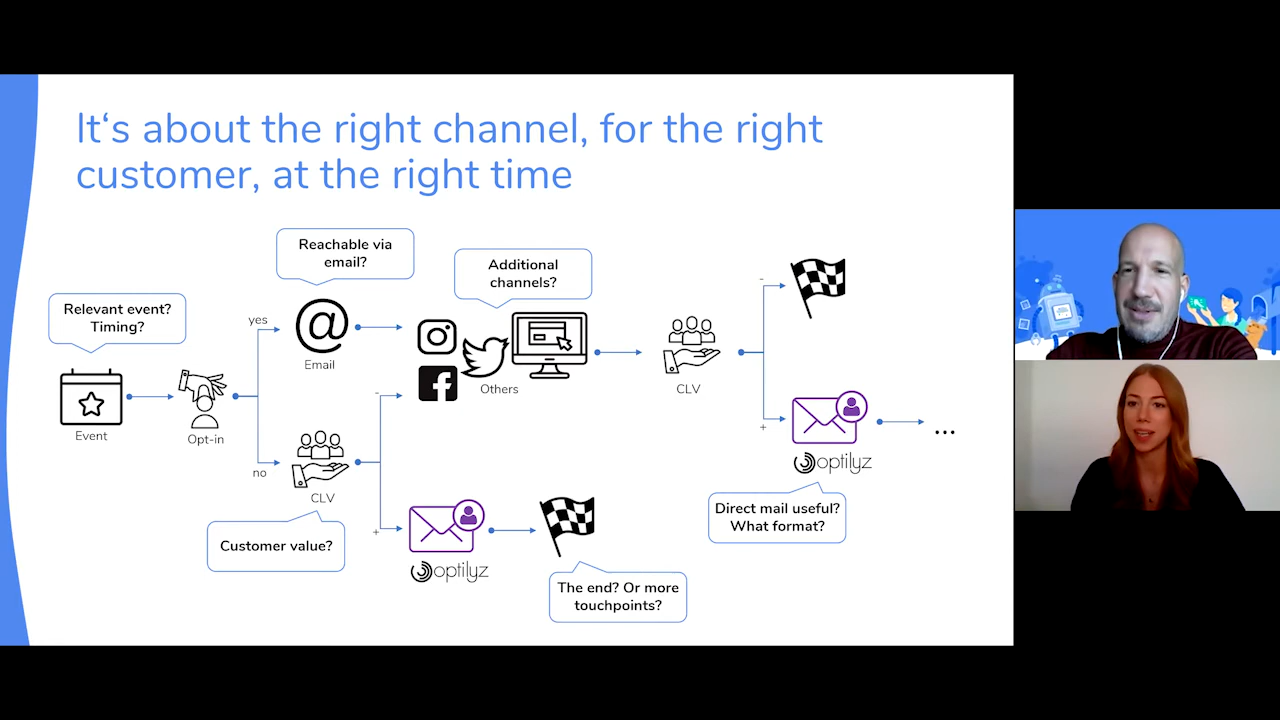 It‘s about the right channel, for the right
customer, at the right time
Reachable via
email?
Additional
channels?
Relevant event?
Timing?
yes
Email
Others
CLV
-
Event
Opt-in
-
no
CLV
+
optilyz
...
Customer value?
+
optilyz
Direct mail useful?
What format?
The end? Or more
touchpoints?